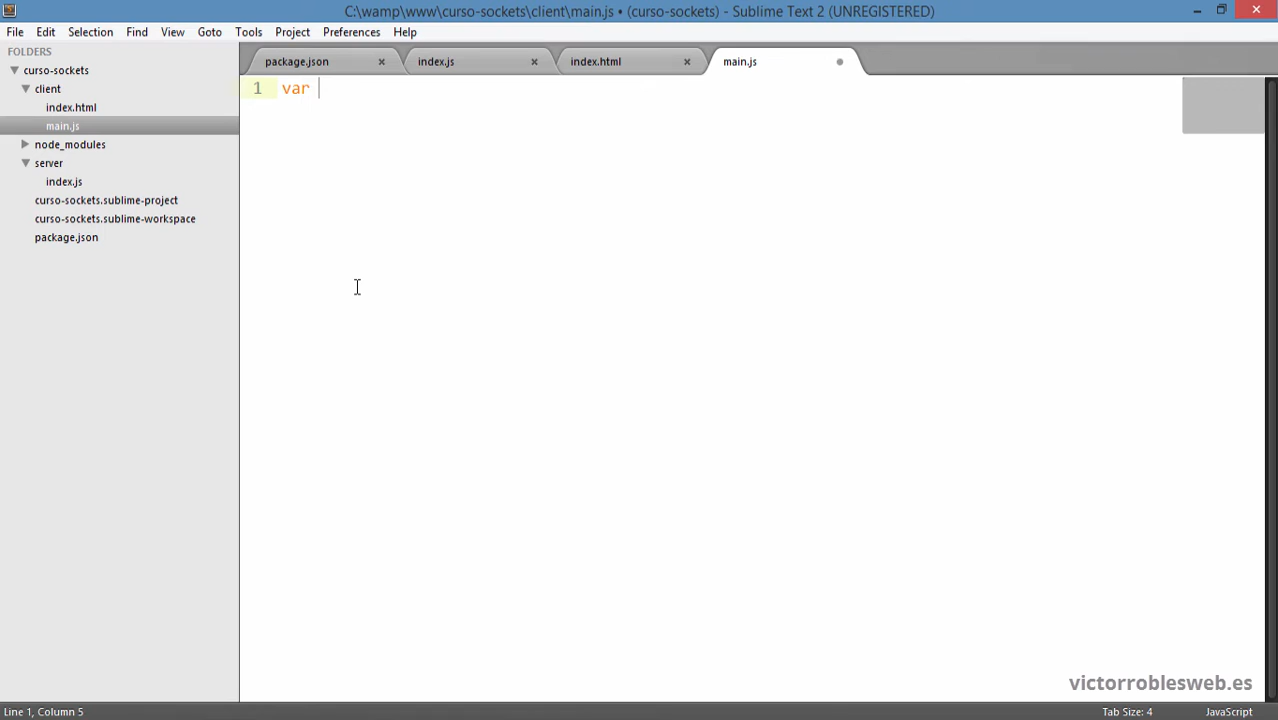 C:\wamp\www\curso-sockets\client\main.js • (curso-sockets) - Sublime Text 2 (UNREGISTERED)
File Edit Selection Find View Goto Tools Project Preferences Help
FOLDERS
curso-sockets
client
index.html
main.js
node_modules
server
index.js
curso-sockets.sublime-project
curso-sockets.sublime-workspace
package.json
package.json index.js index.html main.js
1 var
victorroblesweb.es
Line 1, Column 5 Tab Size: 4 JavaScript